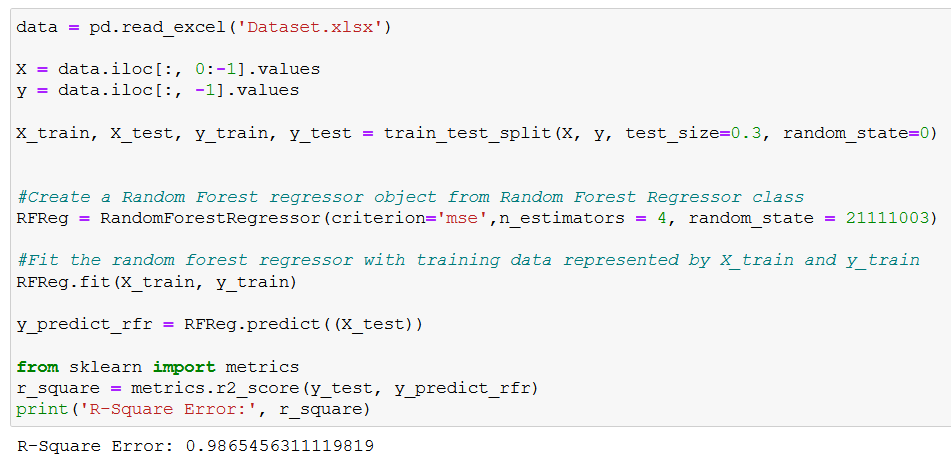 data = pd.read_excel('Dataset.xlsx')
X = data.iloc[:, 0:-1].values
y = data.iloc[:, -1].values
X_train, X_test, y_train, y_test = train_test_split(X, y, test_size=0.3, random_state=0)
#Create a Random Forest regressor object from Random Forest Regressor class
RFReg = RandomForestRegressor(criterion='mse',n_estimators = 4, random_state = 21111003)
#Fit the random forest regressor with training data represented by X_train and y_train
RFReg.fit(X_train, y_train)
y_predict_rfr = RFReg.predict((X_test))
from sklearn import metrics
r_square = metrics.r2_score(y_test, y_predict_rfr)
print('R-Square Error:', r_square)
R-Square Error: 0.9865456311119819